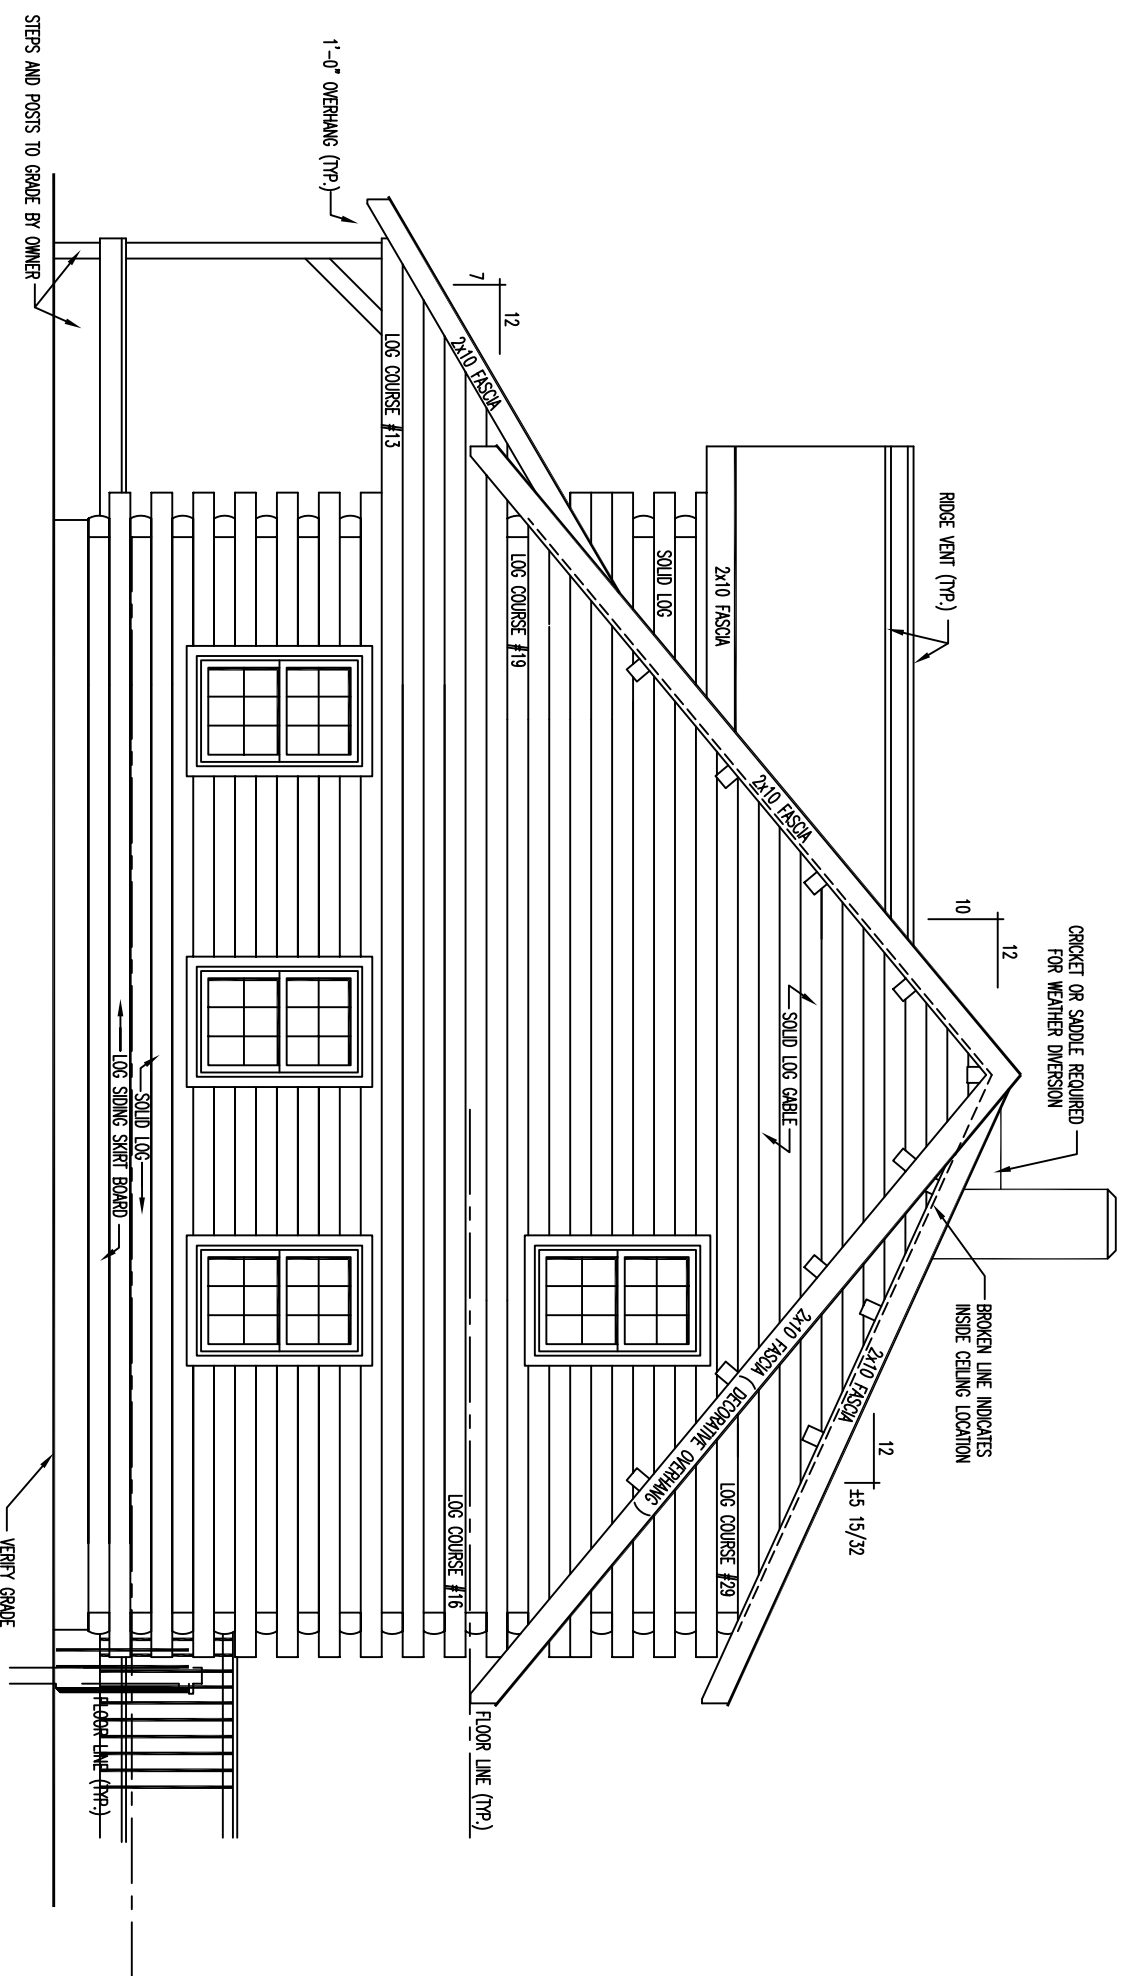 CRICKET OR SADDLE REQUIRED
FOR WEATHER DIVERSION
RIDGE VENT (TYP.)
12
10
BROKEN LINE INDICATES
INSIDE CEILING LOCATION
12
±5 15/32
2x10 FASCIA
2x10 FASCIA
2x10 FASCIA
SOLID LOG GABLE
2x10 FASCIA ( DECORATIVE OVERHANG )
LOG COURSE #29
SOLID LOG
12
7
2x10 FASCIA
LOG COURSE #19
1'-0" OVERHANG (TYP.)
LOG COURSE #13
LOG COURSE #16
FLOOR LINE (TYP.)
SOLID LOG
LOG SIDING SKIRT BOARD
FLOOR LINE (TYP.)
STEPS AND POSTS TO GRADE BY OWNER
VERIFY GRADE